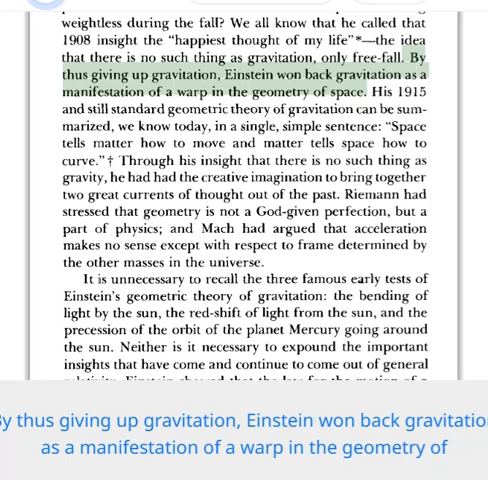 weightless during the fall? We all know that he called that
1908 insight the “happiest thought of my life”*—the idea
that there is no such thing as gravitation, only free-fall. By
thus giving up gravitation, Einstein won back gravitation as a
manifestation of a warp in the geometry of space. His 1915
and still standard geometric theory of gravitation can be sum-
marized, we know today, in a single, simple sentence: “Space
tells matter how to move and matter tells space how to
curve.”† Through his insight that there is no such thing as
gravity, he had had the creative imagination to bring together
two great currents of thought out of the past. Riemann had
stressed that geometry is not a God-given perfection, but a
part of physics; and Mach had argued that acceleration
makes no sense except with respect to frame determined by
the other masses in the universe.
It is unnecessary to recall the three famous early tests of
Einstein's geometric theory of gravitation: the bending of
light by the sun, the red-shift of light from the sun, and the
precession of the orbit of the planet Mercury going around
the sun. Neither is it necessary to expound the important
insights that have come and continue to come out of general
y thus giving up gravitation, Einstein won back gravitatio
as a manifestation of a warp in the geometry of